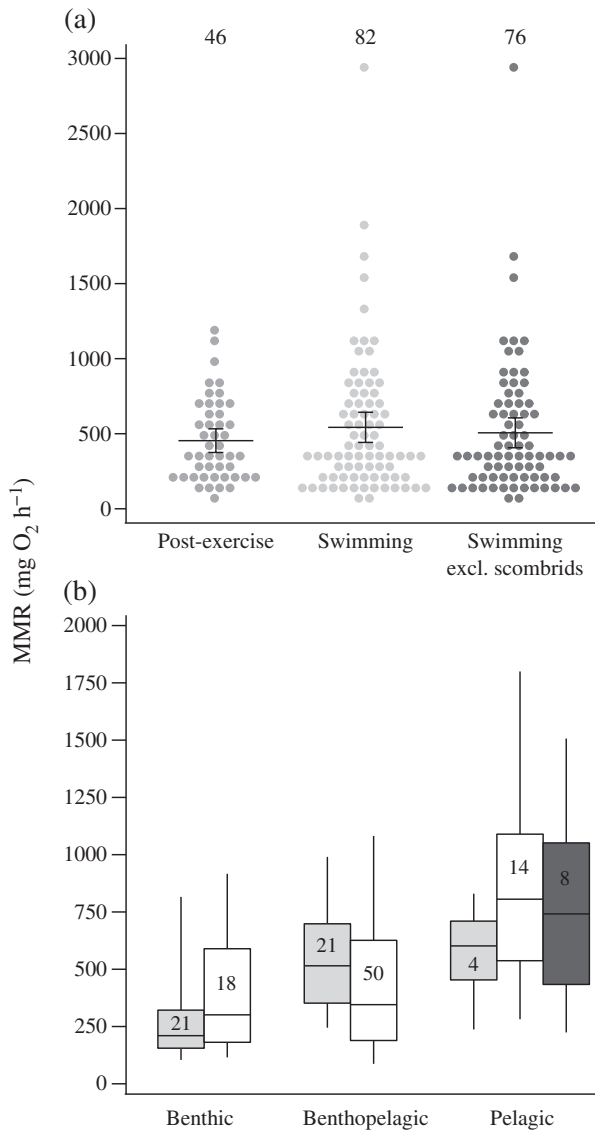 (a)
46 82 76
3000
2500
2000
1500
1000
500
0
Post-exercise Swimming Swimming
excl. scombrids
MMR (mg O₂ h⁻¹)
(b)
2000
1750
1500
1250
1000
750
500
250
0
21 18 21 50 4 14 8
Benthic Benthopelagic Pelagic